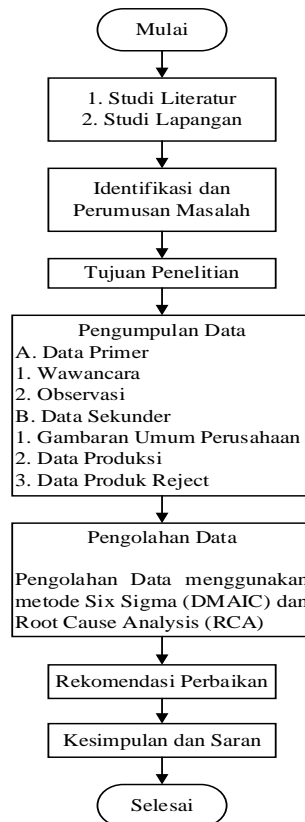 Mulai
1. Studi Literatur
2. Studi Lapangan
Identifikasi dan
Perumusan Masalah
Tujuan Penelitian
Pengumpulan Data
A. Data Primer
1. Wawancara
2. Observasi
B. Data Sekunder
1. Gambaran Umum Perusahaan
2. Data Produksi
3. Data Produk Reject
Pengolahan Data
Pengolahan Data menggunakan
metode Six Sigma (DMAIC) dan
Root Cause Analysis (RCA)
Rekomendasi Perbaikan
Kesimpulan dan Saran
Selesai